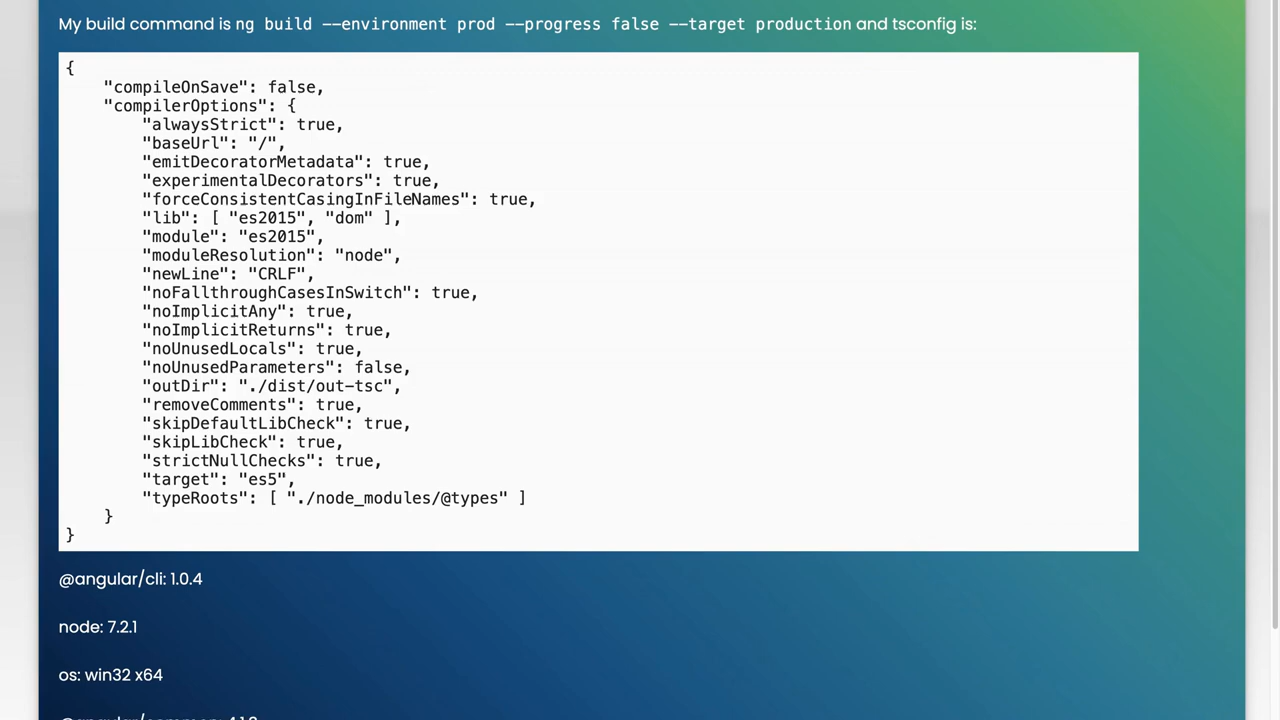 My build command is ng build --environment prod --progress false --target production and tsconfig is:
{
    "compileOnSave": false,
    "compilerOptions": {
        "alwaysStrict": true,
        "baseUrl": "/",
        "emitDecoratorMetadata": true,
        "experimentalDecorators": true,
        "forceConsistentCasingInFileNames": true,
        "lib": [ "es2015", "dom" ],
        "module": "es2015",
        "moduleResolution": "node",
        "newLine": "CRLF",
        "noFallthroughCasesInSwitch": true,
        "noImplicitAny": true,
        "noImplicitReturns": true,
        "noUnusedLocals": true,
        "noUnusedParameters": false,
        "outDir": "./dist/out-tsc",
        "removeComments": true,
        "skipDefaultLibCheck": true,
        "skipLibCheck": true,
        "strictNullChecks": true,
        "target": "es5",
        "typeRoots": [ "./node_modules/@types" ]
    }
}
@angular/cli: 1.0.4
node: 7.2.1
os: win32 x64